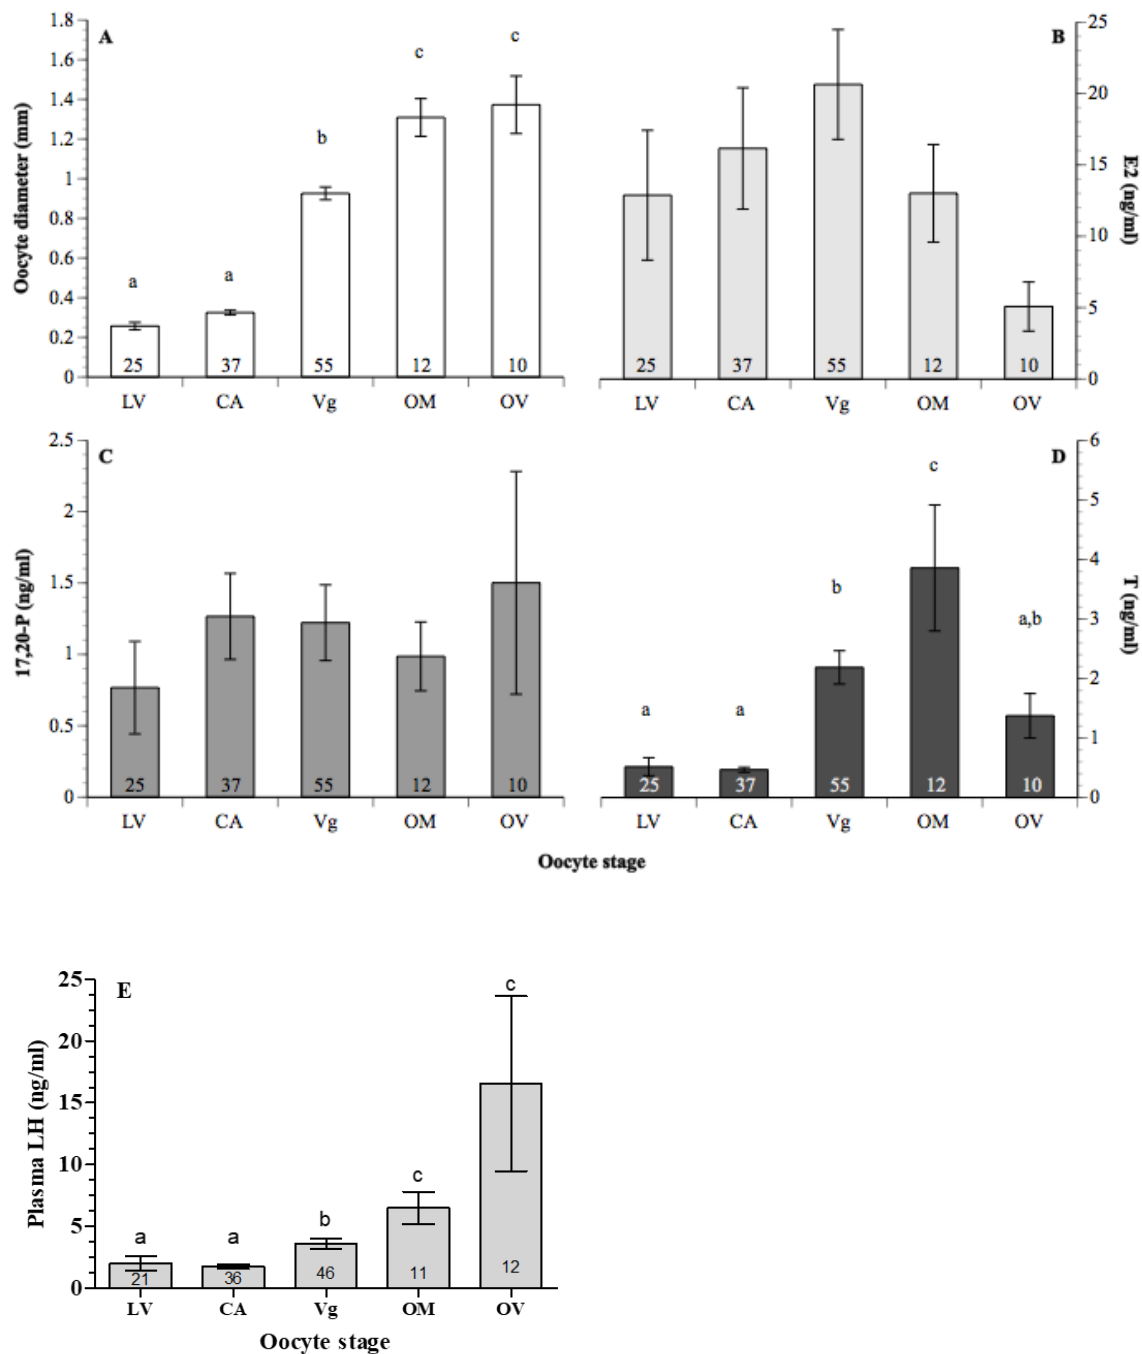 A
Oocyte diameter (mm)
1.8
1.6
1.4
1.2
1
0.8
0.6
0.4
0.2
0
a
a
b
c
c
25 37 55 12 10
LV CA Vg OM OV
B
E2 (ng/ml)
25
20
15
10
5
0
25 37 55 12 10
LV CA Vg OM OV
C
17,20-P (ng/ml)
2.5
2
1.5
1
0.5
0
25 37 55 12 10
LV CA Vg OM OV
D
T (ng/ml)
6
5
4
3
2
1
0
a
a
b
c
a,b
25 37 55 12 10
LV CA Vg OM OV
Oocyte stage
E
Plasma LH (ng/ml)
25
20
15
10
5
0
a
a
b
c
c
21 36 46 11 12
LV CA Vg OM OV
Oocyte stage